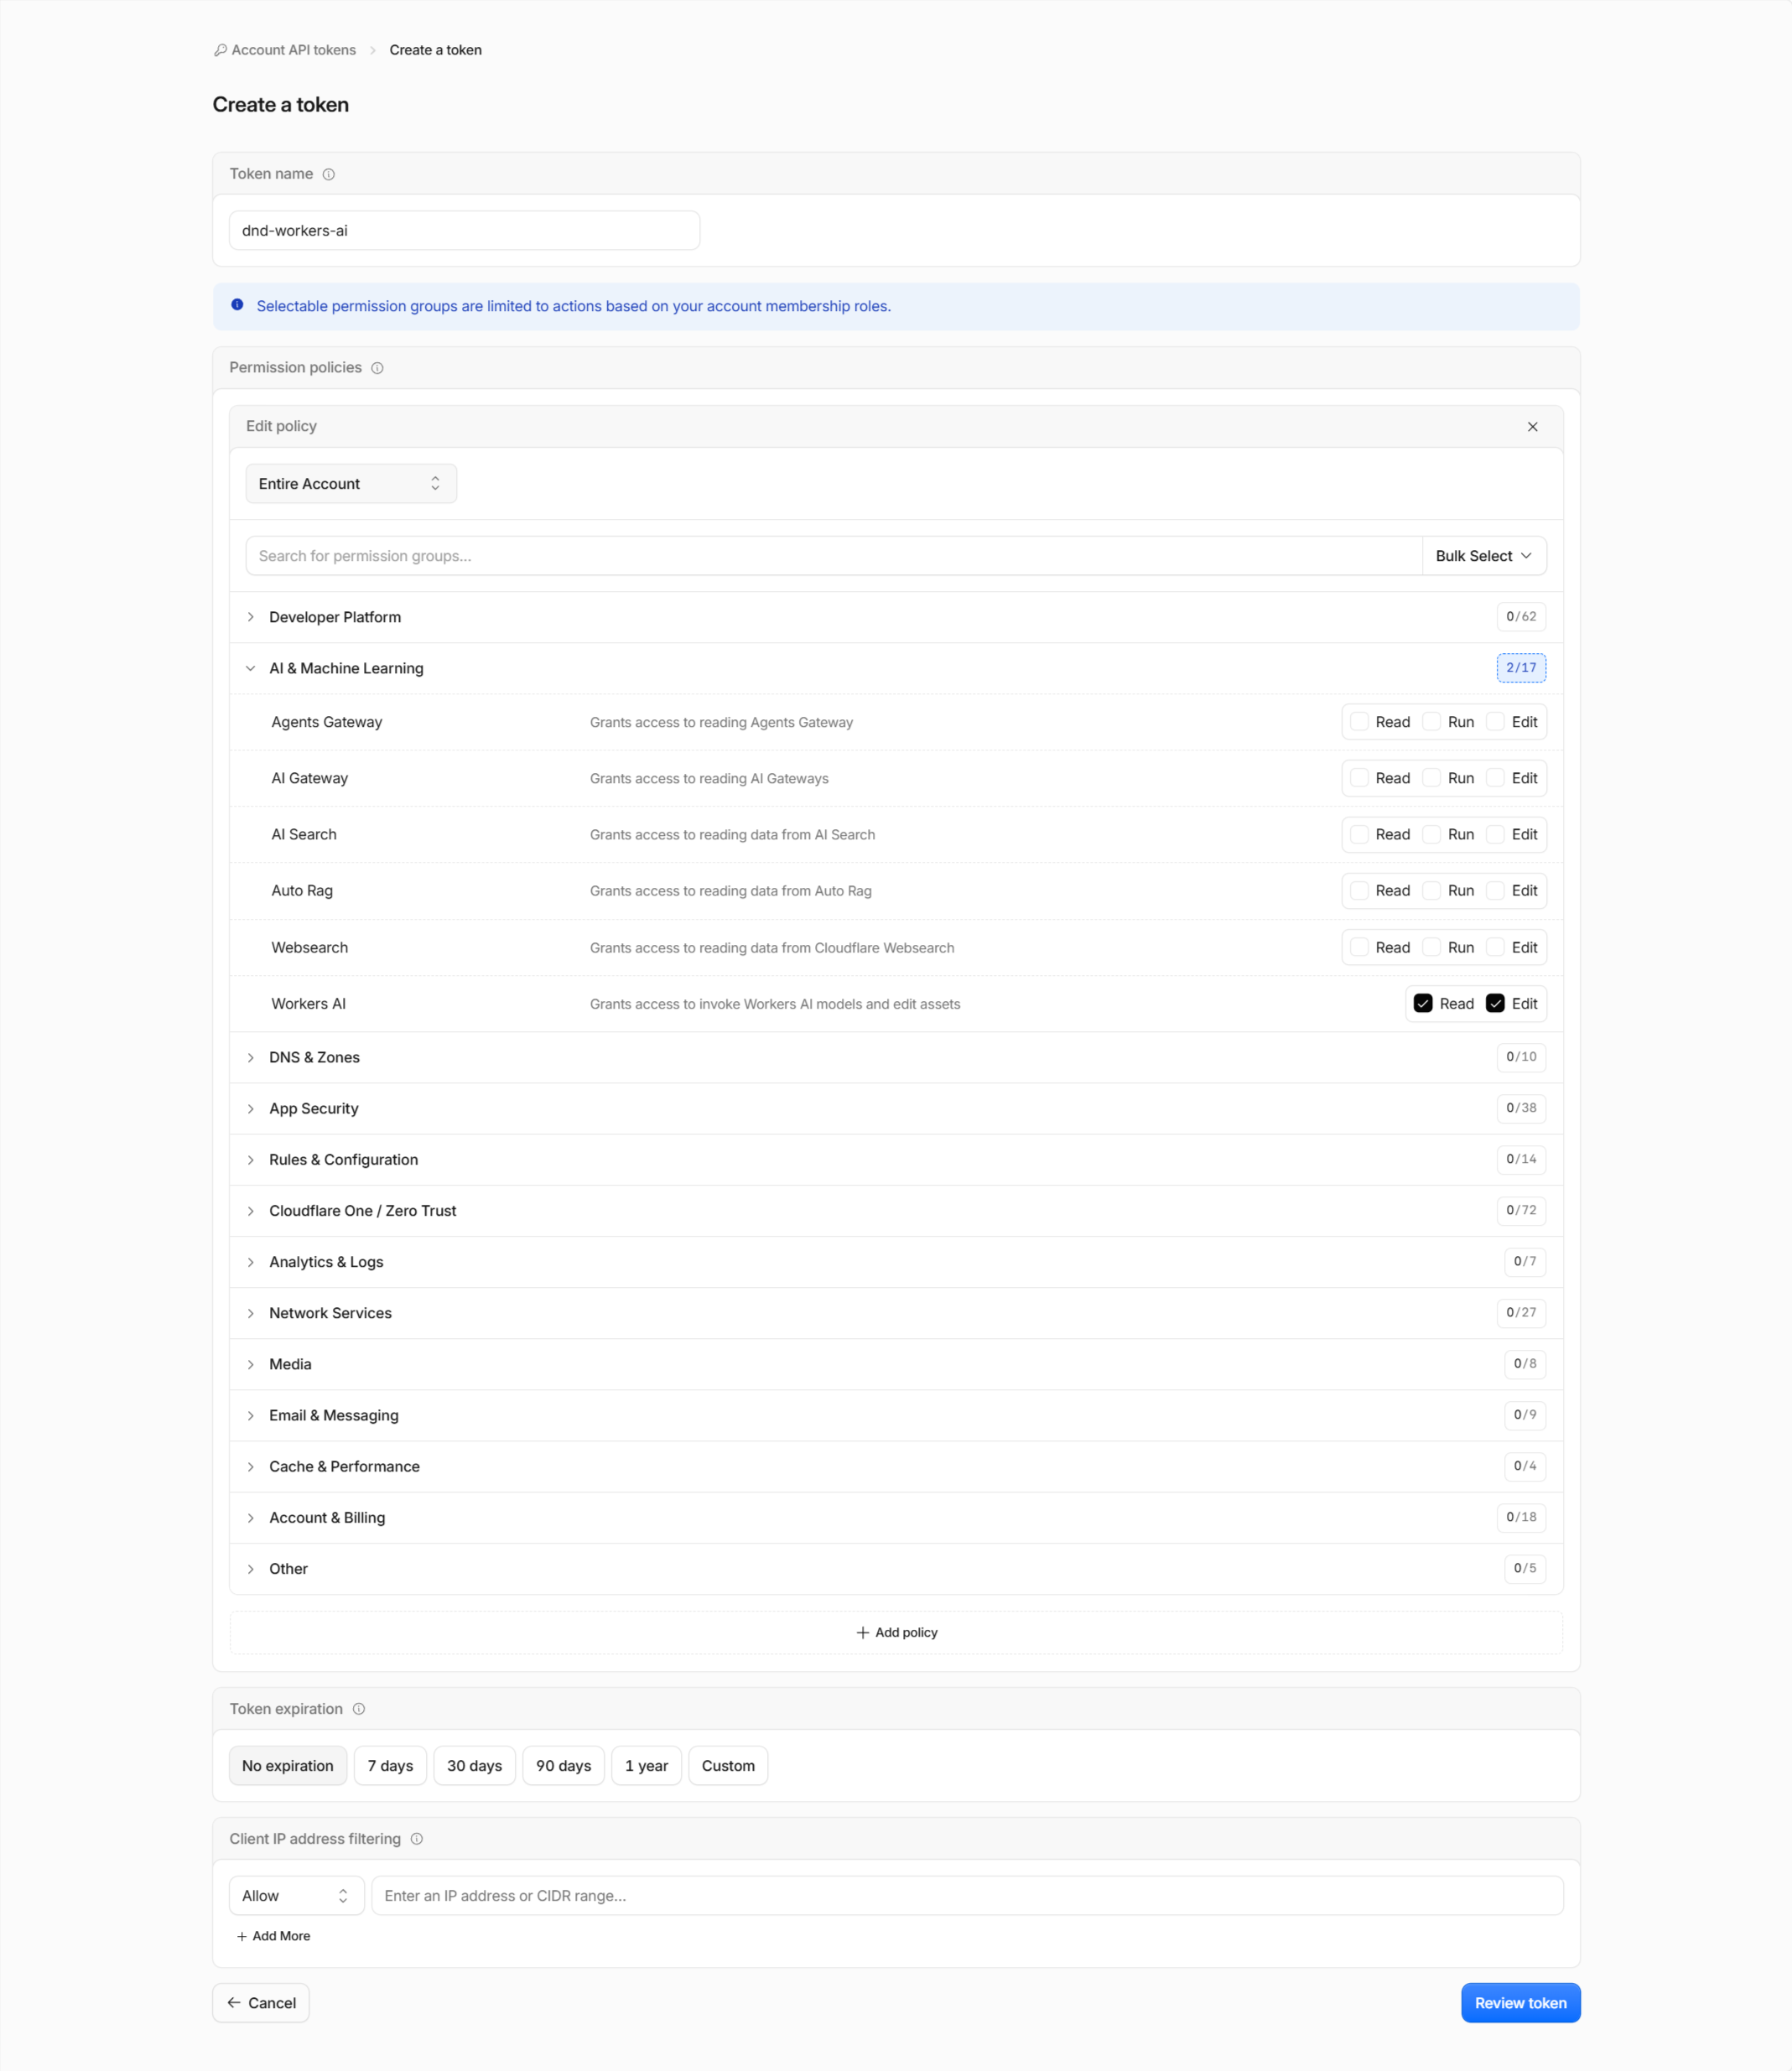 Account API tokens > Create a token
Create a token
Token name
dnd-workers-ai
Selectable permission groups are limited to actions based on your account membership roles.
Permission policies
Edit policy
Entire Account
Search for permission groups... Bulk Select
Developer Platform 0/62
AI & Machine Learning 2/17
Agents Gateway Grants access to reading Agents Gateway Read Run Edit
AI Gateway Grants access to reading AI Gateways Read Run Edit
AI Search Grants access to reading data from AI Search Read Run Edit
Auto Rag Grants access to reading data from Auto Rag Read Run Edit
Websearch Grants access to reading data from Cloudflare Websearch Read Run Edit
Workers AI Grants access to invoke Workers AI models and edit assets Read Edit
DNS & Zones 0/10
App Security 0/38
Rules & Configuration 0/14
Cloudflare One / Zero Trust 0/72
Analytics & Logs 0/7
Network Services 0/27
Media 0/8
Email & Messaging 0/9
Cache & Performance 0/4
Account & Billing 0/18
Other 0/5
+ Add policy
Token expiration
No expiration 7 days 30 days 90 days 1 year Custom
Client IP address filtering
Allow Enter an IP address or CIDR range...
+ Add More
← Cancel Review token